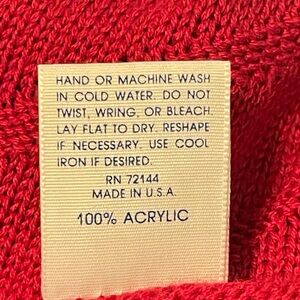 HAND OR MACHINE WASH
IN COLD WATER. DO NOT
TWIST, WRING, OR BLEACH.
LAY FLAT TO DRY. RESHAPE
IF NECESSARY. USE COOL
IRON IF DESIRED.
RN 72144
MADE IN U.S.A.
100% ACRYLIC